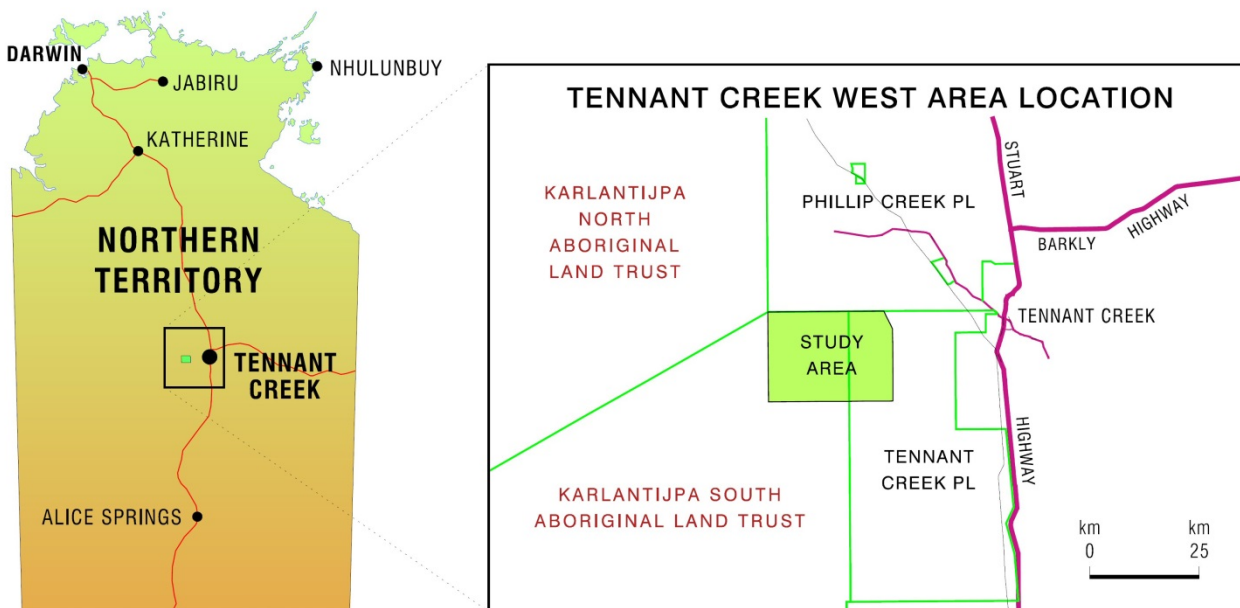 DARWIN
NHULUNBUY
JABIRU
KATHERINE
NORTHERN
TERRITORY
TENNANT
CREEK
ALICE SPRINGS
TENNANT CREEK WEST AREA LOCATION
KARLANTIJPA
NORTH
ABORIGINAL
LAND TRUST
PHILLIP CREEK PL
STUART
BARKLY
HIGHWAY
TENNANT CREEK
STUDY
AREA
TENNANT
CREEK PL
HIGHWAY
KARLANTIJPA SOUTH
ABORIGINAL LAND TRUST
km km
0 25